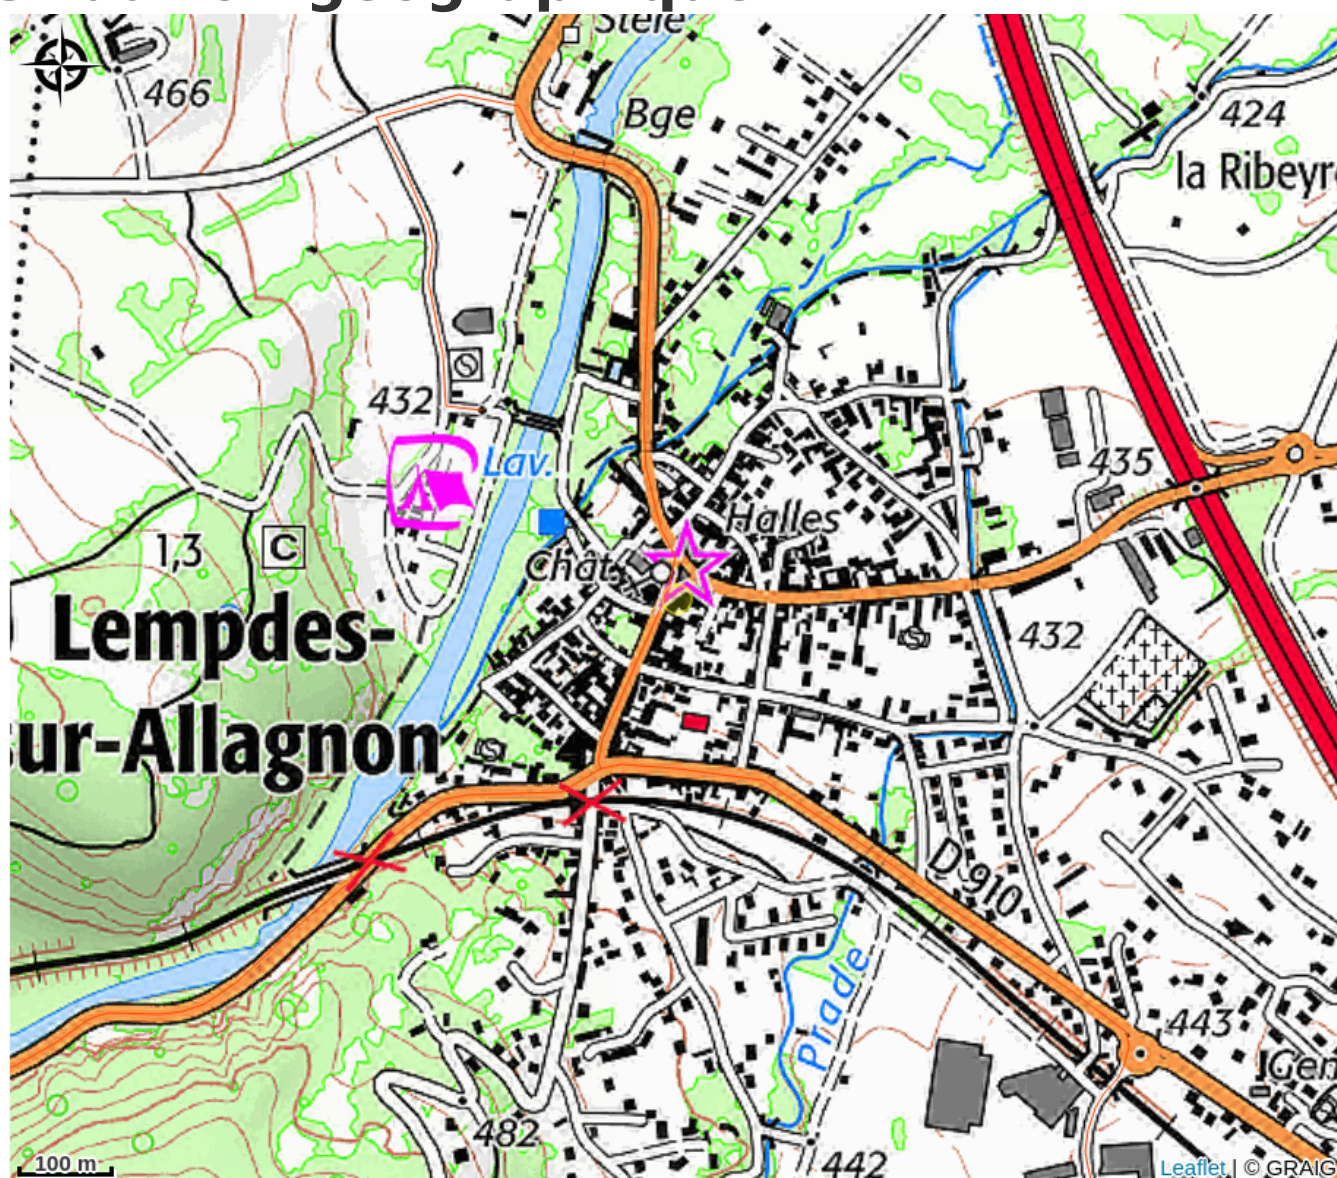 Stèle
466
Bge
424
la Ribeyr
432
Lav.
435
1,3
C
Halles
Chât.
Lempdes-
ur-Allagnon
432
D 910
Prade
443
Gen
482
442
100 m
Leaflet | © GRAIG